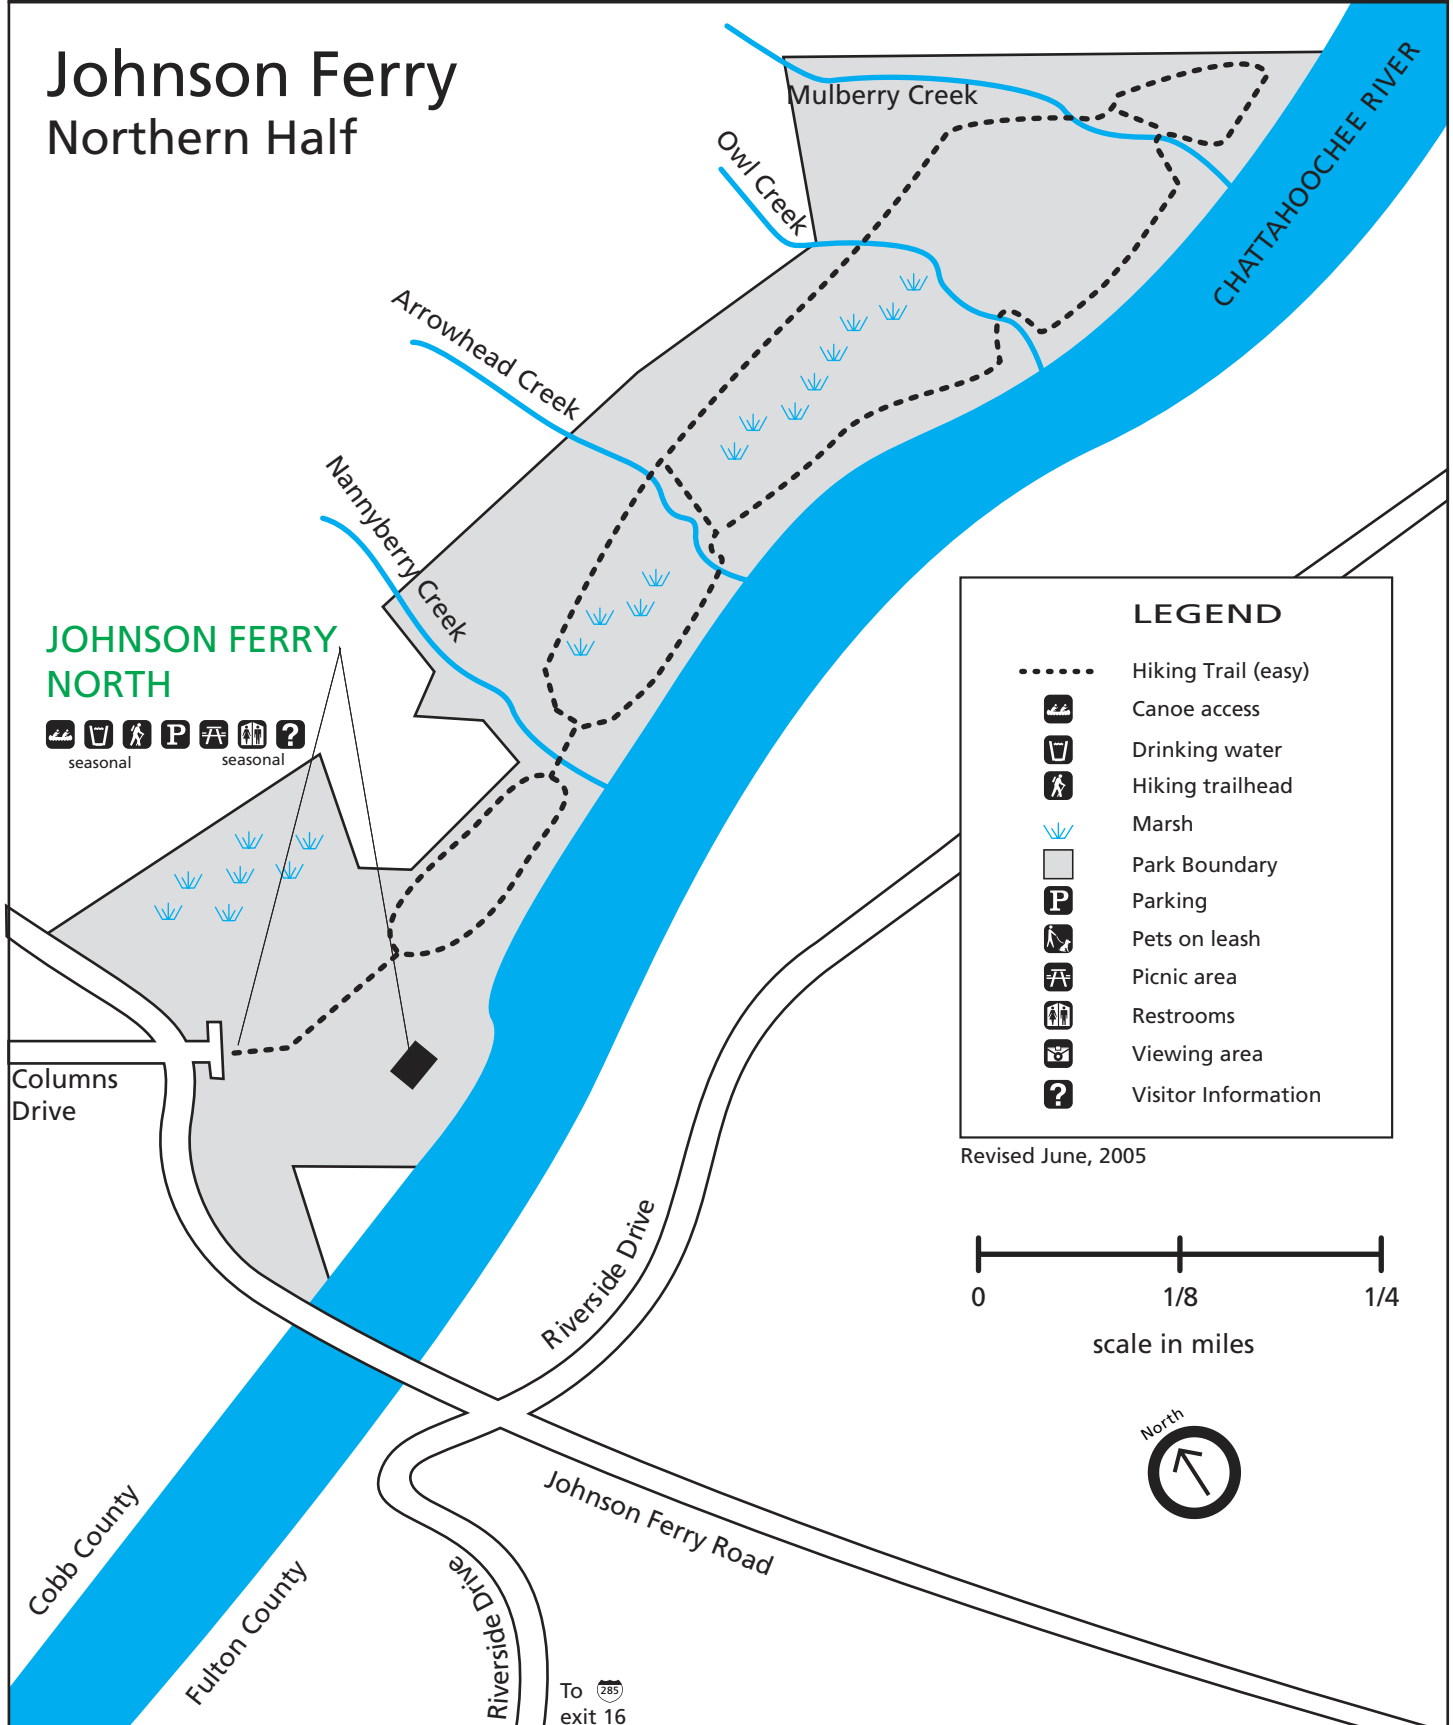 Johnson Ferry
Northern Half
Mulberry Creek
Owl Creek
CHATTAHOOCHEE RIVER
Arrowhead Creek
Nannyberry Creek
JOHNSON FERRY
NORTH
P
?
seasonal
seasonal
LEGEND
Hiking Trail (easy)
Canoe access
Drinking water
Hiking trailhead
Marsh
Park Boundary
P
Parking
Pets on leash
Picnic area
Restrooms
Viewing area
?
Visitor Information
Revised June, 2005
Columns
Drive
Riverside Drive
0
1/8
1/4
scale in miles
North
Johnson Ferry Road
Cobb County
Fulton County
Riverside Drive
To 285
exit 16